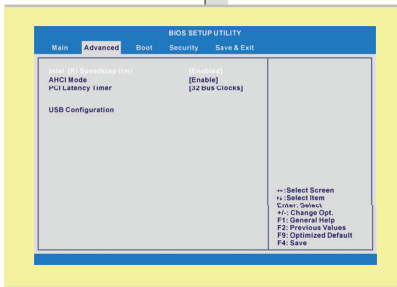 BIOS SETUP UTILITY
Main Advanced Boot Security Save & Exit
Intel (R) Speedstep (tm) [Enabled]
AHCI Mode [Enable]
PCI Latency Timer [32 Bus Clocks]
USB Configuration
↔:Select Screen
↑↓:Select Item
Enter: Select
+/-: Change Opt.
F1: General Help
F2: Previous Values
F9: Optimized Default
F4: Save